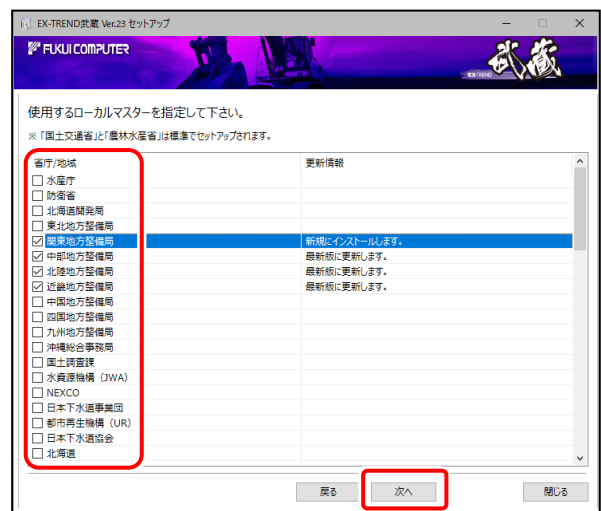 EX-TREND武蔵 Ver.23 セットアップ
FUKUI COMPUTER
EX-TREND 武蔵
使用するローカルマスターを指定して下さい。
※ 「国土交通省」と「農林水産省」は標準でセットアップされます。
省庁/地域 更新情報
水産庁
防衛省
北海道開発局
東北地方整備局
関東地方整備局 新規にインストールします。
中部地方整備局 最新版に更新します。
北陸地方整備局 最新版に更新します。
近畿地方整備局 最新版に更新します。
中国地方整備局
四国地方整備局
九州地方整備局
沖縄総合事務局
国土調査課
水資源機構（JWA）
NEXCO
日本下水道事業団
都市再生機構（UR）
日本下水道協会
北海道
戻る 次へ 閉じる